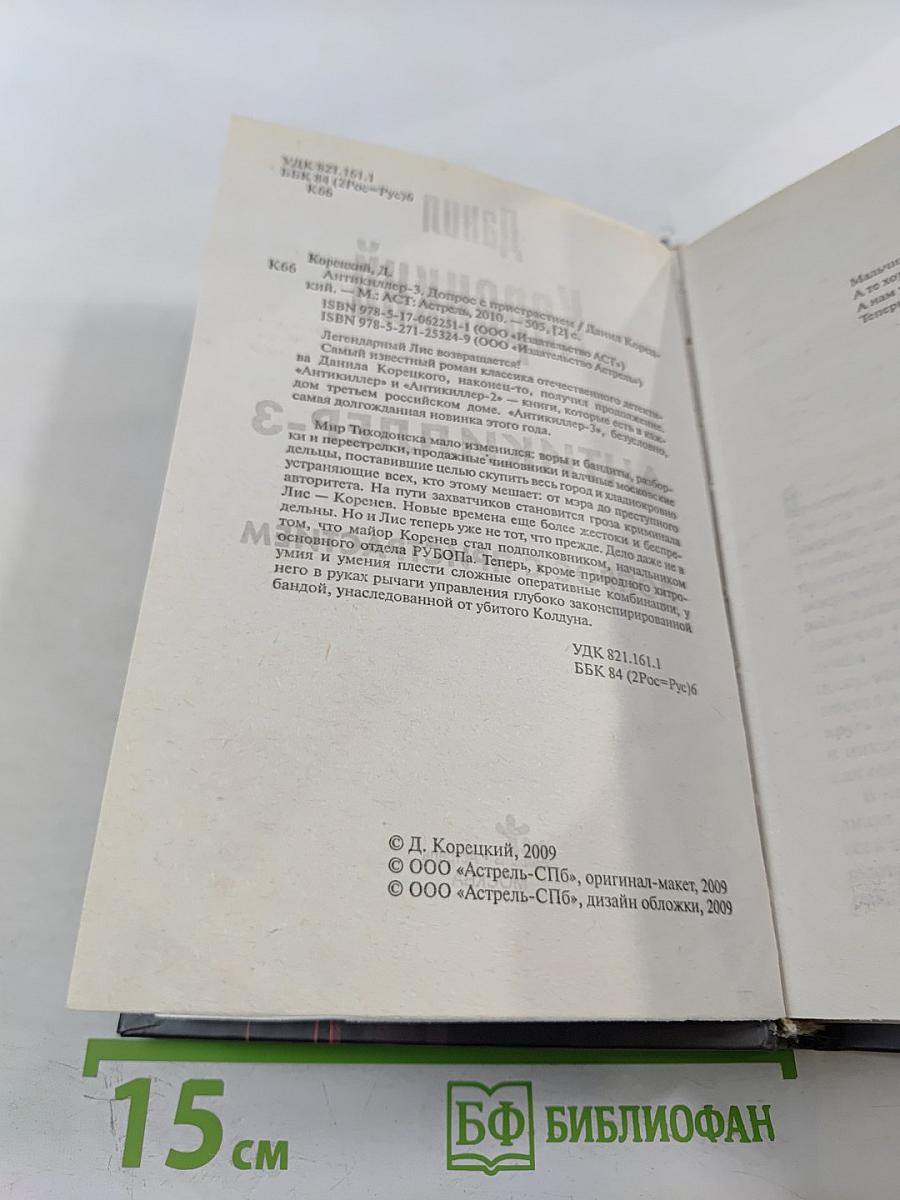 УДК 821.161.1
ББК 84 (2Рос=Рус)6
К66
Корецкий, Д.
К66 Антикиллер-3. Допрос с пристрастием / Данил Корец-
кий. — М.: АСТ: Астрель, 2010. — 505, [2] с.
ISBN 978-5-17-062251-1 (ООО «Издательство АСТ»)
ISBN 978-5-271-25324-9 (ООО «Издательство Астрель»)
Легендарный Лис возвращается!
Самый известный роман классика отечественного детекти-
ва Данила Корецкого, наконец-то, получил продолжение.
«Антикиллер» и «Антикиллер-2» — книги, которые есть в каж-
дом третьем российском доме. «Антикиллер-3», безусловно,
самая долгожданная новинка этого года.
Мир Тиходонска мало изменился: воры и бандиты, разбор-
ки и перестрелки, продажные чиновники и алчные московские
дельцы, поставившие целью скупить весь город и хладнокровно
устраняющие всех, кто этому мешает: от мэра до преступного
авторитета. На пути захватчиков становится гроза криминала
Лис — Коренев. Новые времена еще более жестоки и беспре-
дельны. Но и Лис теперь уже не тот, что прежде. Дело даже не в
том, что майор Коренев стал подполковником, начальником
основного отдела РУБОПа. Теперь, кроме природного хитро-
умия и умения плести сложные оперативные комбинации, у
него в руках рычаги управления глубоко законспирированной
бандой, унаследованной от убитого Колдуна.
УДК 821.161.1
ББК 84 (2Рос=Рус)6
© Д. Корецкий, 2009
© ООО «Астрель-СПб», оригинал-макет, 2009
© ООО «Астрель-СПб», дизайн обложки, 2009
А те
А нам
15 см
БФ БИБЛИОФАН